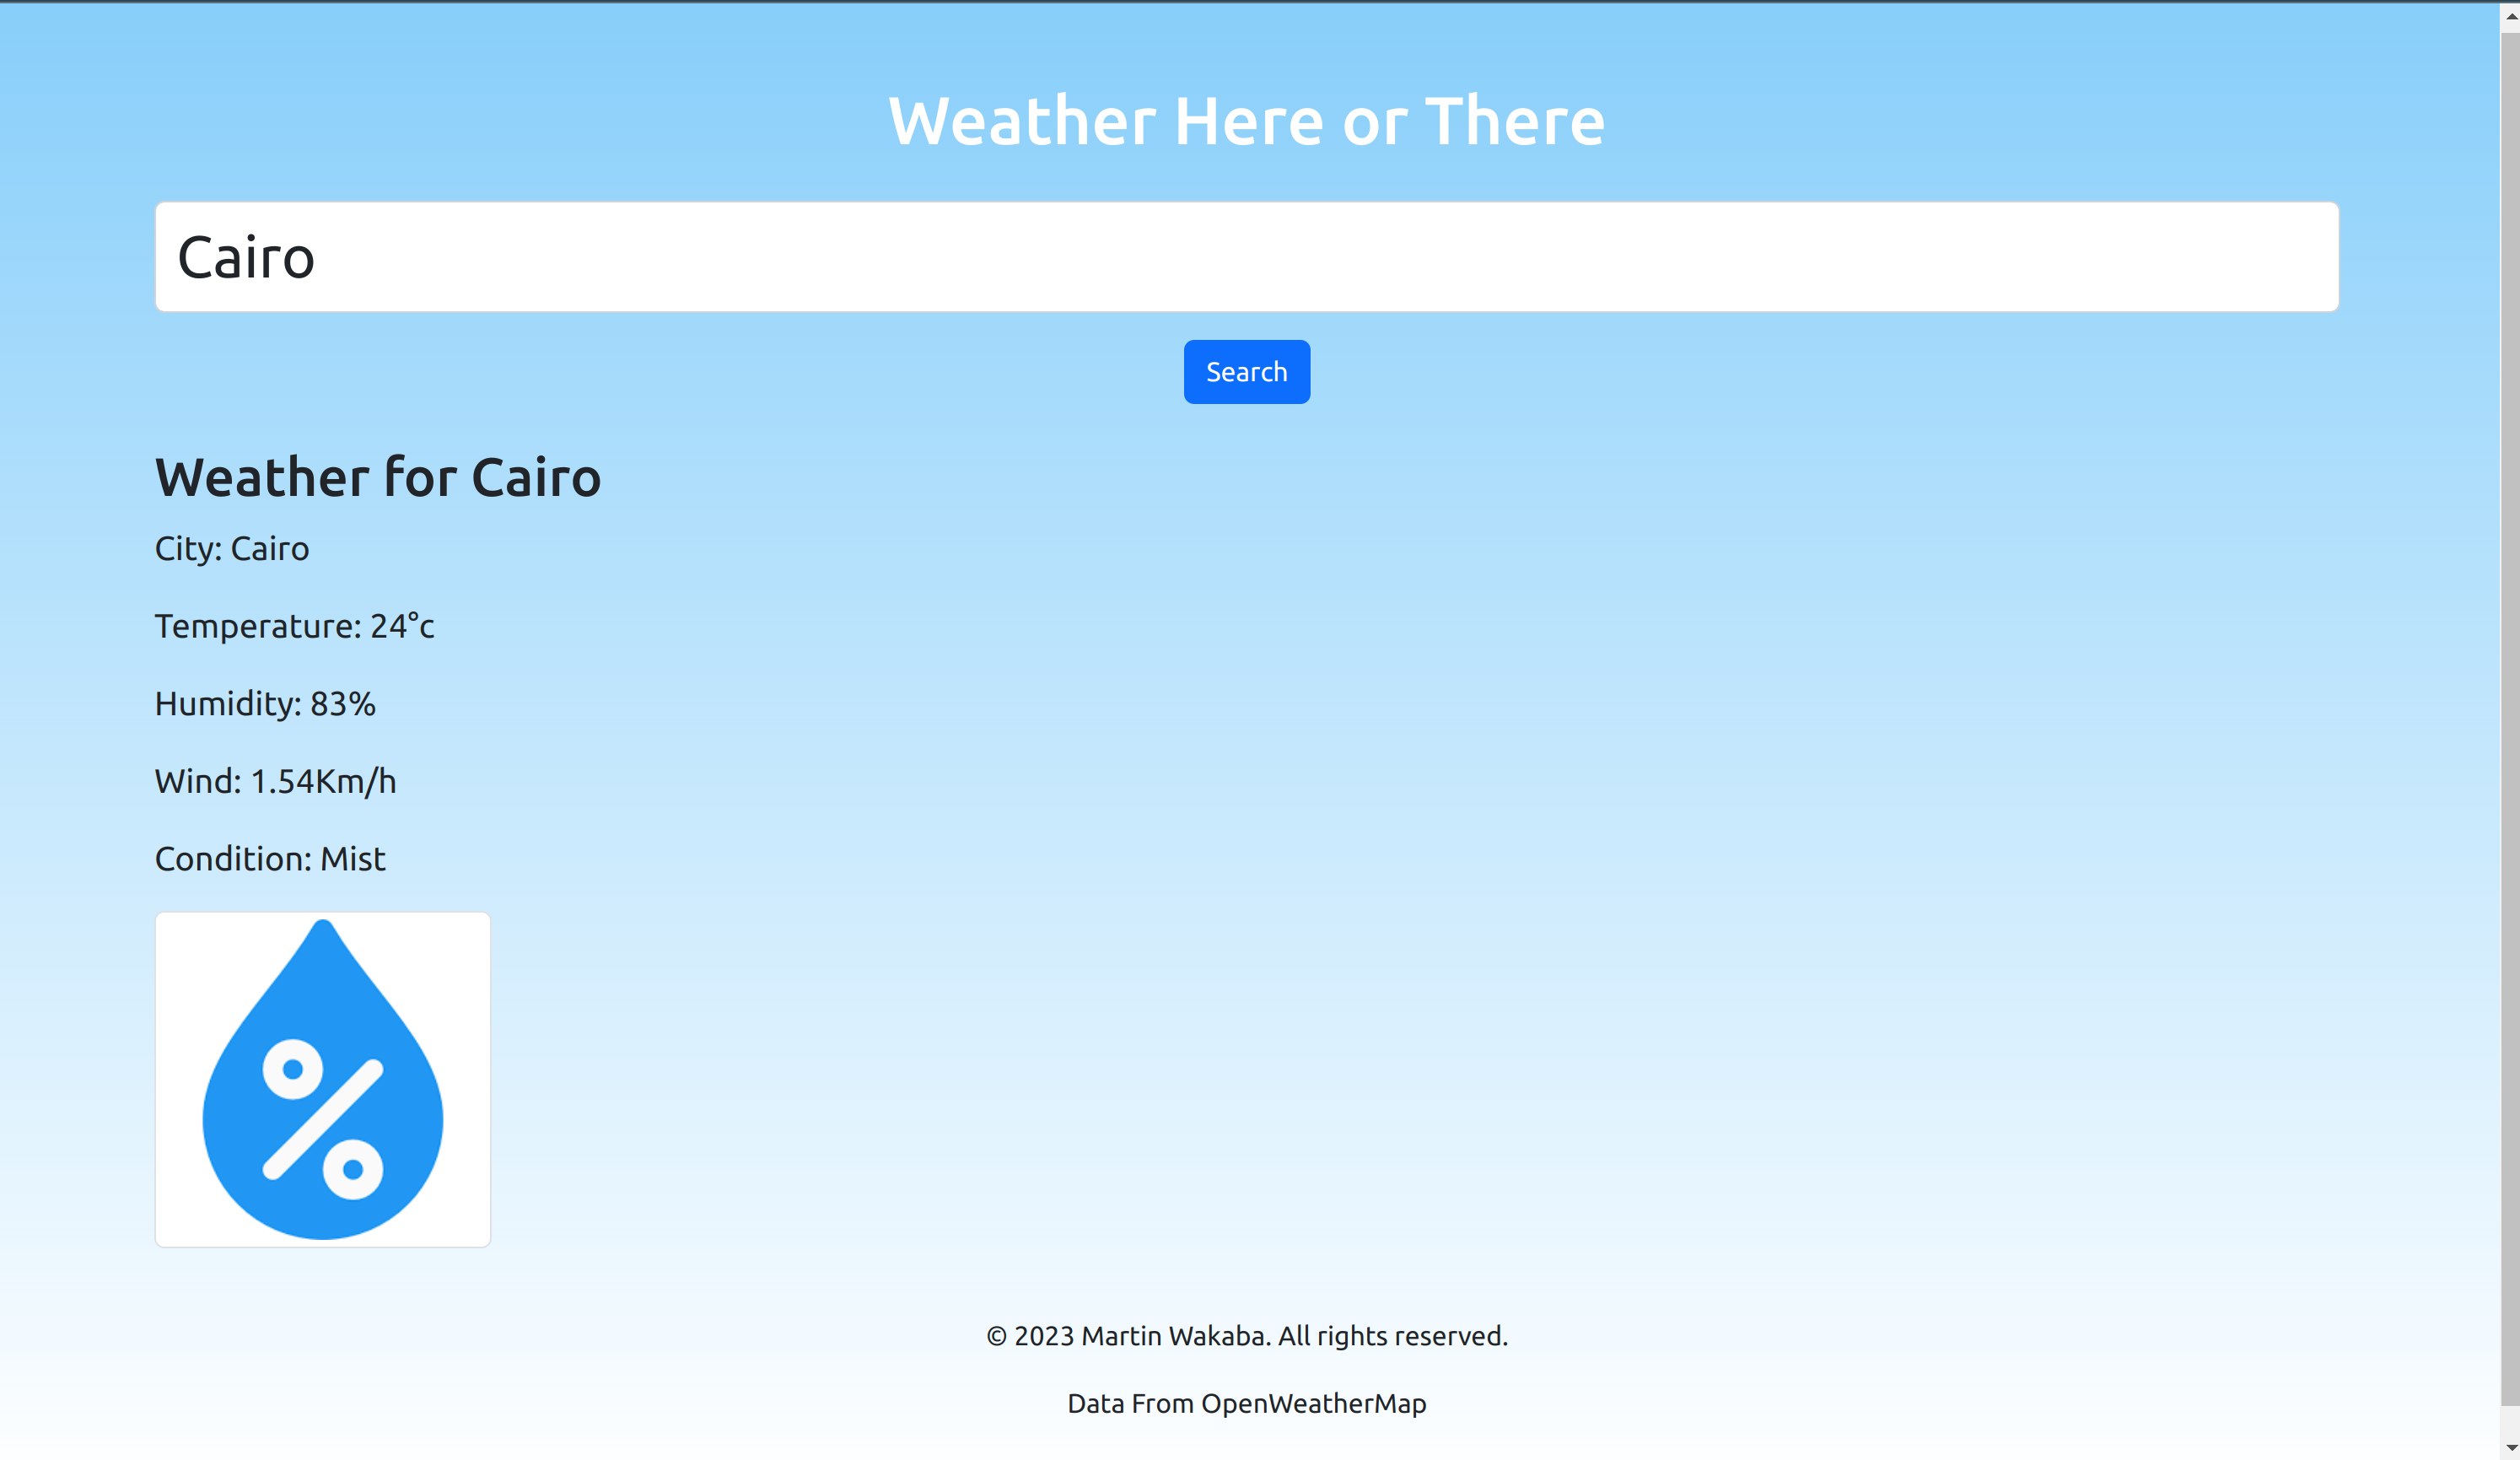 Weather Here or There
Cairo
Search
Weather for Cairo
City: Cairo
Temperature: 24°c
Humidity: 83%
Wind: 1.54Km/h
Condition: Mist
%
© 2023 Martin Wakaba. All rights reserved.
Data From OpenWeatherMap